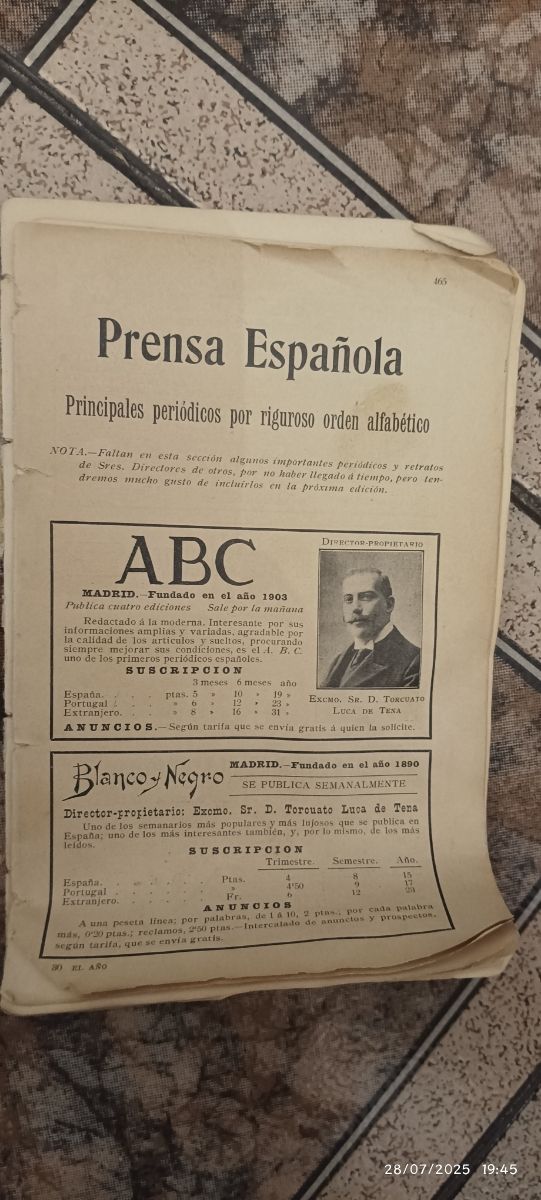 465
Prensa Española
Principales periódicos por riguroso orden alfabético
NOTA.—Faltan en esta sección algunos importantes periódicos y retratos
de Sres. Directores de otros, por no haber llegado á tiempo, pero ten-
dremos mucho gusto de incluirlos en la próxima edición.
ABC
MADRID.—Fundado en el año 1903
Publica cuatro ediciones Sale por la mañana
Redactado á la moderna. Interesante por sus
informaciones amplias y variadas, agradable por
la calidad de los artículos y sueltos, procurando
siempre mejorar sus condiciones, es el A. B. C.
uno de los primeros periódicos españoles.
SUSCRIPCION
3 meses 6 meses año
España. . . . ptas. 5 » 10 » 19 »
Portugal . . . » 6 » 12 » 23 »
Extranjero. . . » 8 » 16 » 31 »
DIRECTOR-PROPIETARIO
EXCMO. SR. D. TORCUATO
LUCA DE TENA
ANUNCIOS.—Según tarifa que se envía gratis á quien la solicite.
Blanco y Negro
MADRID.—Fundado en el año 1890
SE PUBLICA SEMANALMENTE
Director-propietario: Excmo. Sr. D. Torcuato Luca de Tena
Uno de los semanarios más populares y más lujosos que se publica en
España; uno de los más interesantes también, y, por lo mismo, de los más
leídos.
SUSCRIPCION
Trimestre. Semestre. Año.
España. . . . . . . Ptas. 4 8 15
Portugal . . . . . . » 4'50 9 17
Extranjero. . . . . . Fr. 6 12 24
ANUNCIOS
A una peseta línea; por palabras, de 1 á 10, 2 ptas.; por cada palabra
más, 0'20 ptas.; reclamos, 2'50 ptas.—Intercalado de anuncios y prospectos,
según tarifa, que se envía gratis.
30 EL AÑO
28/07/2025 19:45